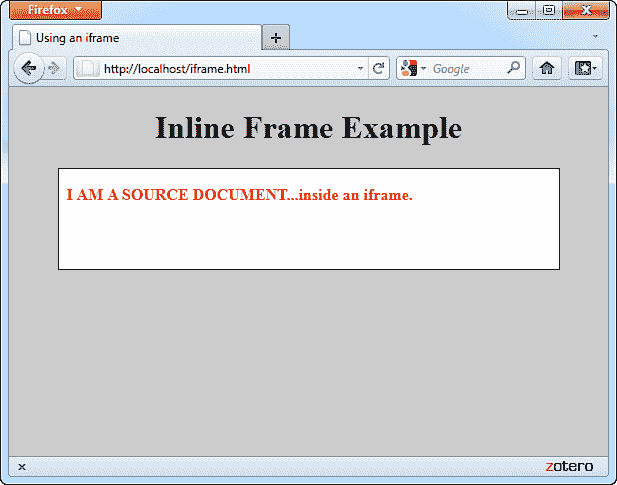 Firefox
Using an iframe
http://localhost/iframe.html
Google
Inline Frame Example
I AM A SOURCE DOCUMENT...inside an iframe.
zotero